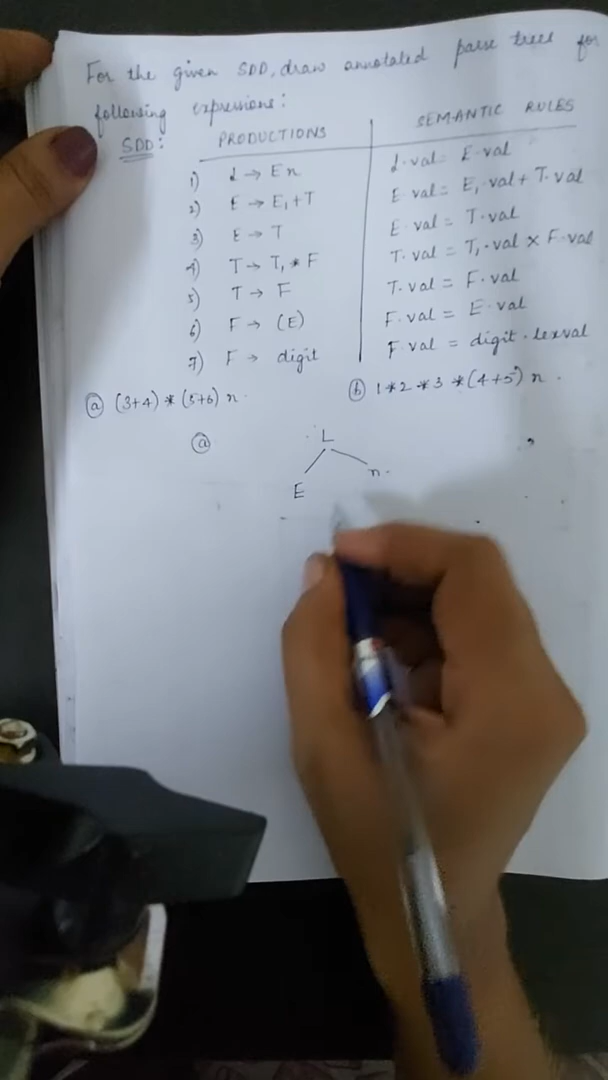 For the given SDD, draw annotated parse trees for
following expressions:
SDD: PRODUCTIONS SEMANTIC RULES
1) L → En L.val = E.val
2) E → E₁ + T E.val = E₁.val + T.val
3) E → T E.val = T.val
4) T → T₁ * F T.val = T₁.val × F.val
5) T → F T.val = F.val
6) F → (E) F.val = E.val
7) F → digit F.val = digit.lexval
(a) (3+4) * (5+6) n. (b) 1*2*3*(4+5) n.
(a) L
E n.